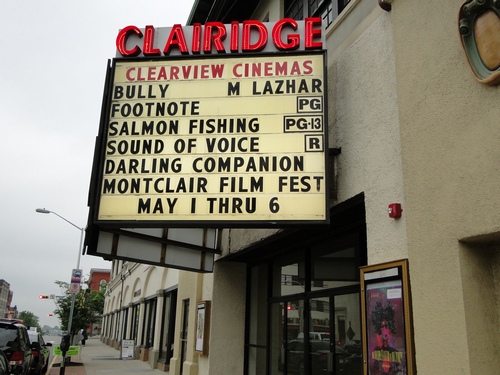 CLAIRIDGE
CLEARVIEW CINEMAS
BULLY M LAZHAR
FOOTNOTE PG
SALMON FISHING PG-13
SOUND OF VOICE R
DARLING COMPANION
MONTCLAIR FILM FEST
MAY 1 THRU 6